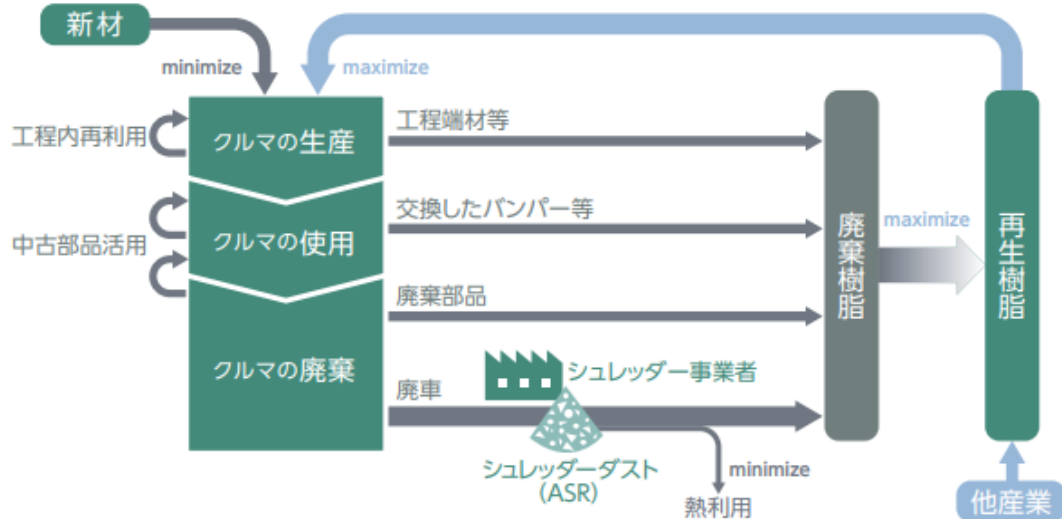 新材
minimize
maximize
工程内再利用
クルマの生産
工程端材等
中古部品活用
クルマの使用
交換したバンパー等
廃棄部品
クルマの廃棄
廃車
シュレッダー事業者
シュレッダーダスト
(ASR)
minimize
熱利用
廃棄樹脂
maximize
再生樹脂
他産業